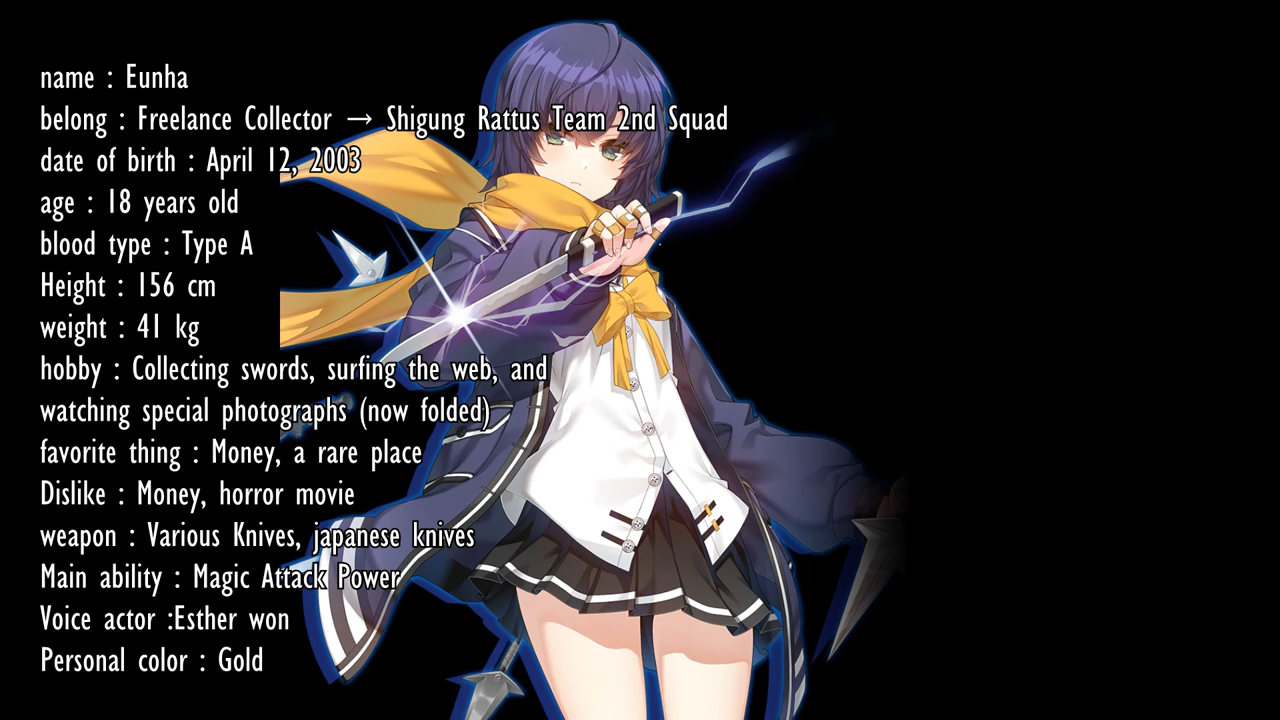 name : Eunha
belong : Freelance Collector → Shigung Rattus Team 2nd Squad
date of birth : April 12, 2003
age : 18 years old
blood type : Type A
Height : 156 cm
weight : 41 kg
hobby : Collecting swords, surfing the web, and
watching special photographs (now folded)
favorite thing : Money, a rare place
Dislike : Money, horror movie
weapon : Various Knives, japanese knives
Main ability : Magic Attack Power
Voice actor :Esther won
Personal color : Gold